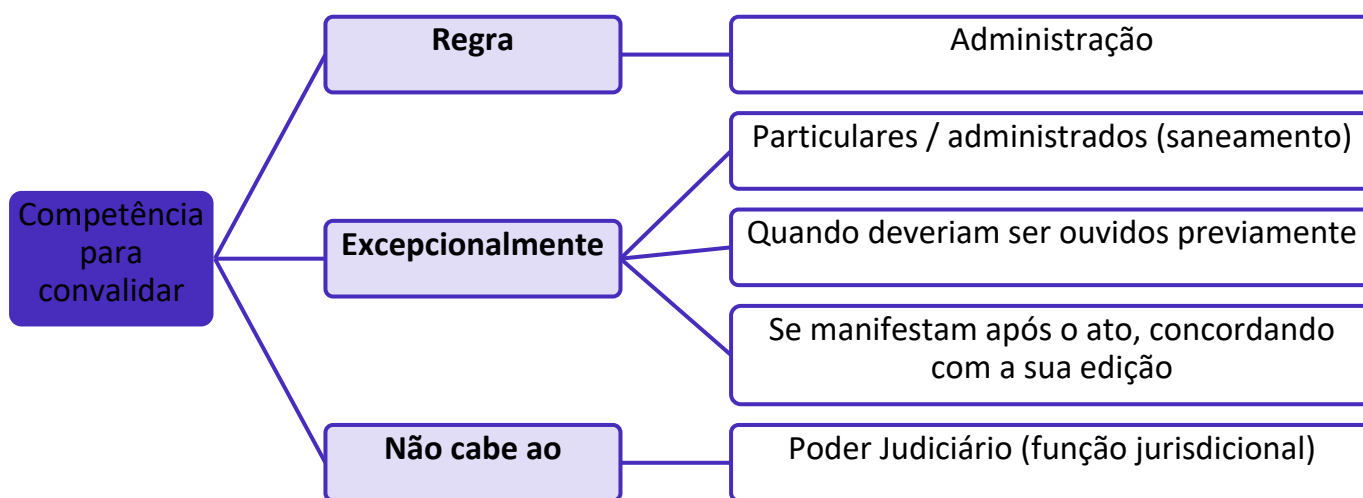 Competência
para
convalidar
Regra
Administração
Excepcionalmente
Particulares / administrados (saneamento)
Quando deveriam ser ouvidos previamente
Se manifestam após o ato, concordando
com a sua edição
Não cabe ao
Poder Judiciário (função jurisdicional)